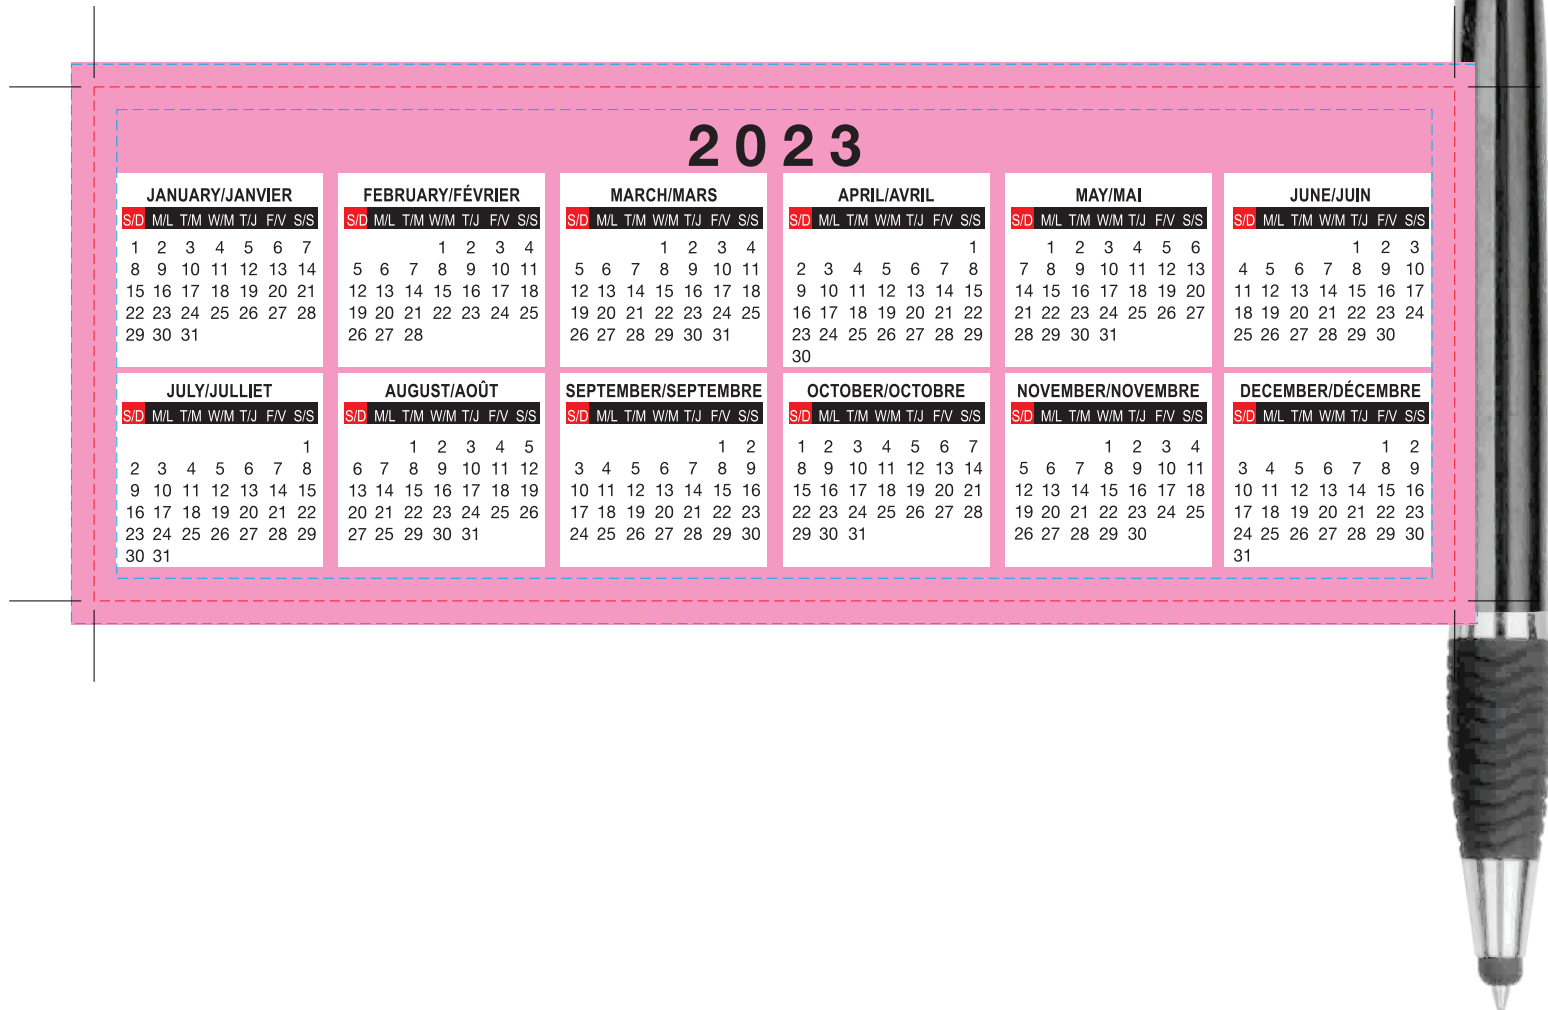 2023
JANUARY/JANVIER
S/D M/L T/M W/M T/J F/V S/S
1 2 3 4 5 6 7
8 9 10 11 12 13 14
15 16 17 18 19 20 21
22 23 24 25 26 27 28
29 30 31
FEBRUARY/FÉVRIER
S/D M/L T/M W/M T/J F/V S/S
1 2 3 4
5 6 7 8 9 10 11
12 13 14 15 16 17 18
19 20 21 22 23 24 25
26 27 28
MARCH/MARS
S/D M/L T/M W/M T/J F/V S/S
1 2 3 4
5 6 7 8 9 10 11
12 13 14 15 16 17 18
19 20 21 22 23 24 25
26 27 28 29 30 31
APRIL/AVRIL
S/D M/L T/M W/M T/J F/V S/S
1
2 3 4 5 6 7 8
9 10 11 12 13 14 15
16 17 18 19 20 21 22
23 24 25 26 27 28 29
30
MAY/MAI
S/D M/L T/M W/M T/J F/V S/S
1 2 3 4 5 6
7 8 9 10 11 12 13
14 15 16 17 18 19 20
21 22 23 24 25 26 27
28 29 30 31
JUNE/JUIN
S/D M/L T/M W/M T/J F/V S/S
1 2 3
4 5 6 7 8 9 10
11 12 13 14 15 16 17
18 19 20 21 22 23 24
25 26 27 28 29 30
JULY/JULLIET
S/D M/L T/M W/M T/J F/V S/S
1
2 3 4 5 6 7 8
9 10 11 12 13 14 15
16 17 18 19 20 21 22
23 24 25 26 27 28 29
30 31
AUGUST/AOÛT
S/D M/L T/M W/M T/J F/V S/S
1 2 3 4 5
6 7 8 9 10 11 12
13 14 15 16 17 18 19
20 21 22 23 24 25 26
27 25 29 30 31
SEPTEMBER/SEPTEMBRE
S/D M/L T/M W/M T/J F/V S/S
1 2
3 4 5 6 7 8 9
10 11 12 13 14 15 16
17 18 19 20 21 22 23
24 25 26 27 28 29 30
OCTOBER/OCTOBRE
S/D M/L T/M W/M T/J F/V S/S
1 2 3 4 5 6 7
8 9 10 11 12 13 14
15 16 17 18 19 20 21
22 23 24 25 26 27 28
29 30 31
NOVEMBER/NOVEMBRE
S/D M/L T/M W/M T/J F/V S/S
1 2 3 4
5 6 7 8 9 10 11
12 13 14 15 16 17 18
19 20 21 22 23 24 25
26 27 28 29 30
DECEMBER/DÉCEMBRE
S/D M/L T/M W/M T/J F/V S/S
1 2
3 4 5 6 7 8 9
10 11 12 13 14 15 16
17 18 19 20 21 22 23
24 25 26 27 28 29 30
31